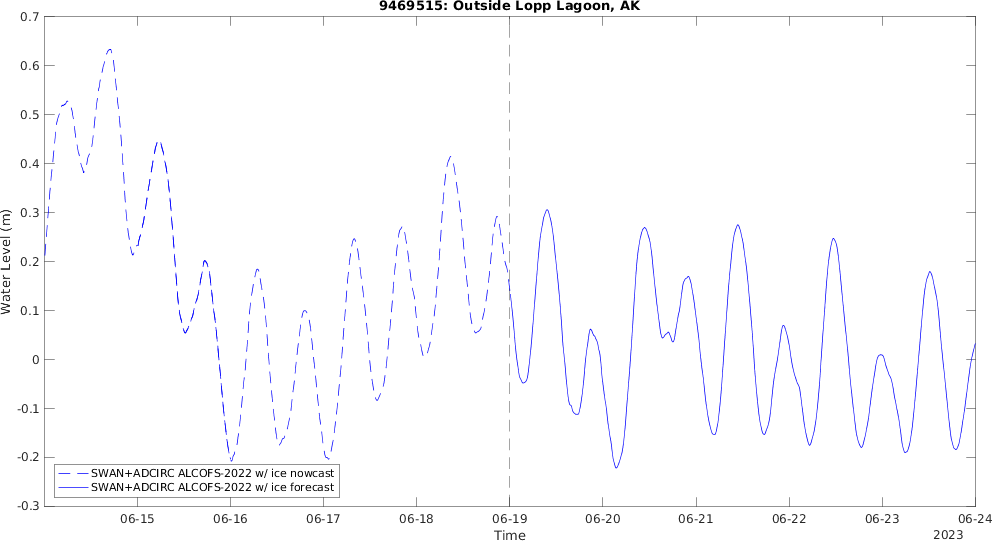 9469515: Outside Lopp Lagoon, AK
0.7
0.6
0.5
0.4
0.3
0.2
0.1
0
-0.1
-0.2
-0.3
Water Level (m)
SWAN+ADCIRC ALCOFS-2022 w/ ice nowcast
SWAN+ADCIRC ALCOFS-2022 w/ ice forecast
06-15 06-16 06-17 06-18 06-19 06-20 06-21 06-22 06-23 06-24
Time
2023